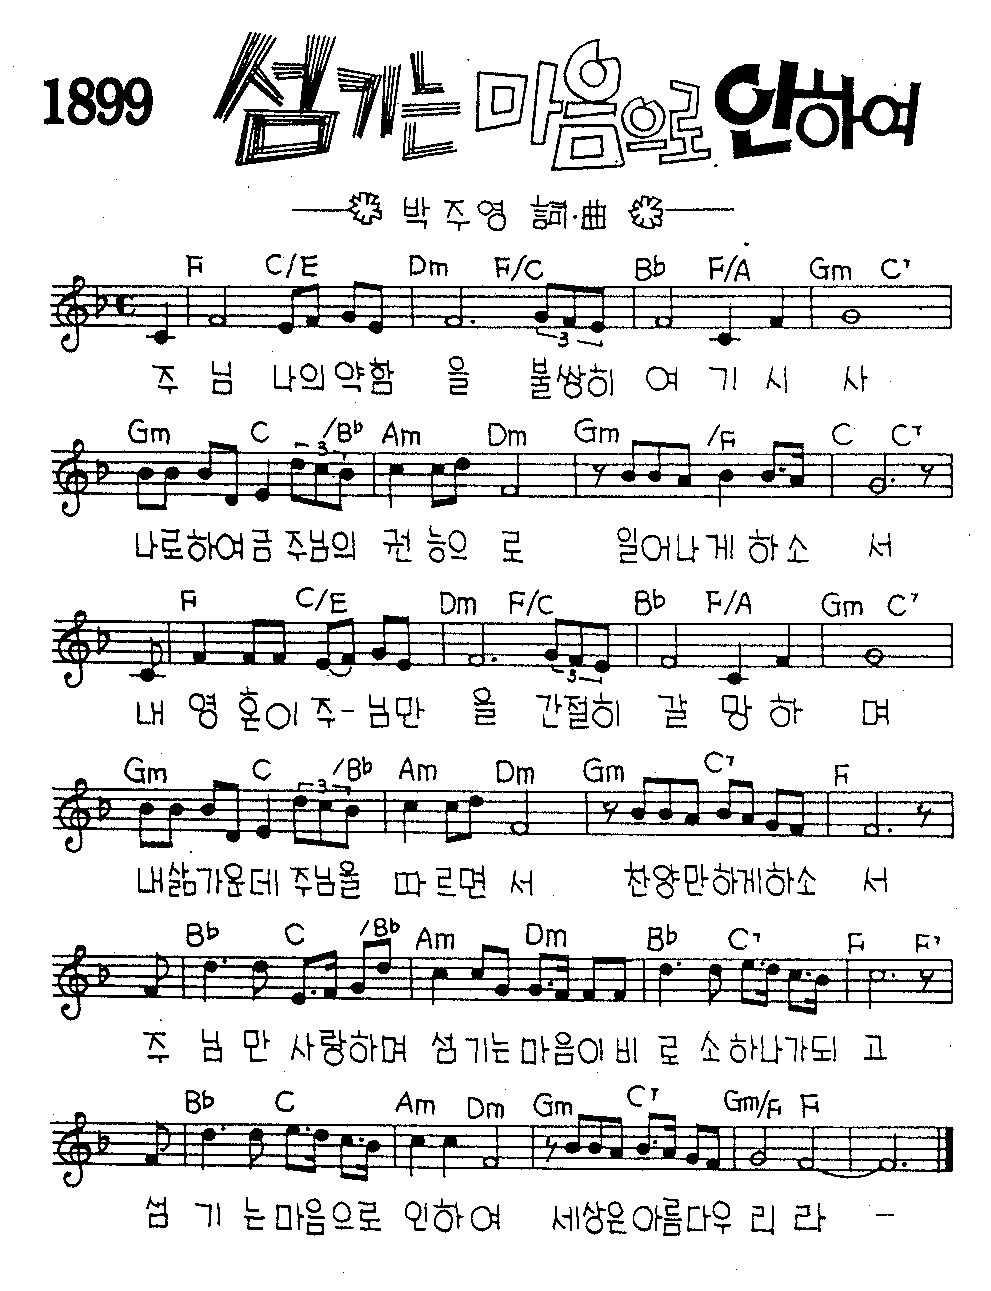 1899 섬기는 마음으로 인하여
박주영 詞·曲
F C/E Dm F/C Bb F/A Gm C7
3
주 님 나의약함 을 불쌍히 여 기 시 사
Gm C /Bb Am Dm Gm /F C C7
3
나로하여금 주님의 권 능으 로 일어나게 하소 서
F C/E Dm F/C Bb F/A Gm C7
3
내 영 혼이 주-님만 을 간절히 갈 망 하 며
Gm C /Bb Am Dm Gm C7 F
3
내삶가운데 주님을 따 르면 서 찬양만하게하소 서
Bb C /Bb Am Dm Bb C7 F F7
주 님 만 사랑하며 섬 기는마음이 비 로 소 하나가되 고
Bb C Am Dm Gm C7 Gm/F F
섬 기 는마음으로 인하여 세상은아름다우 리 라 -